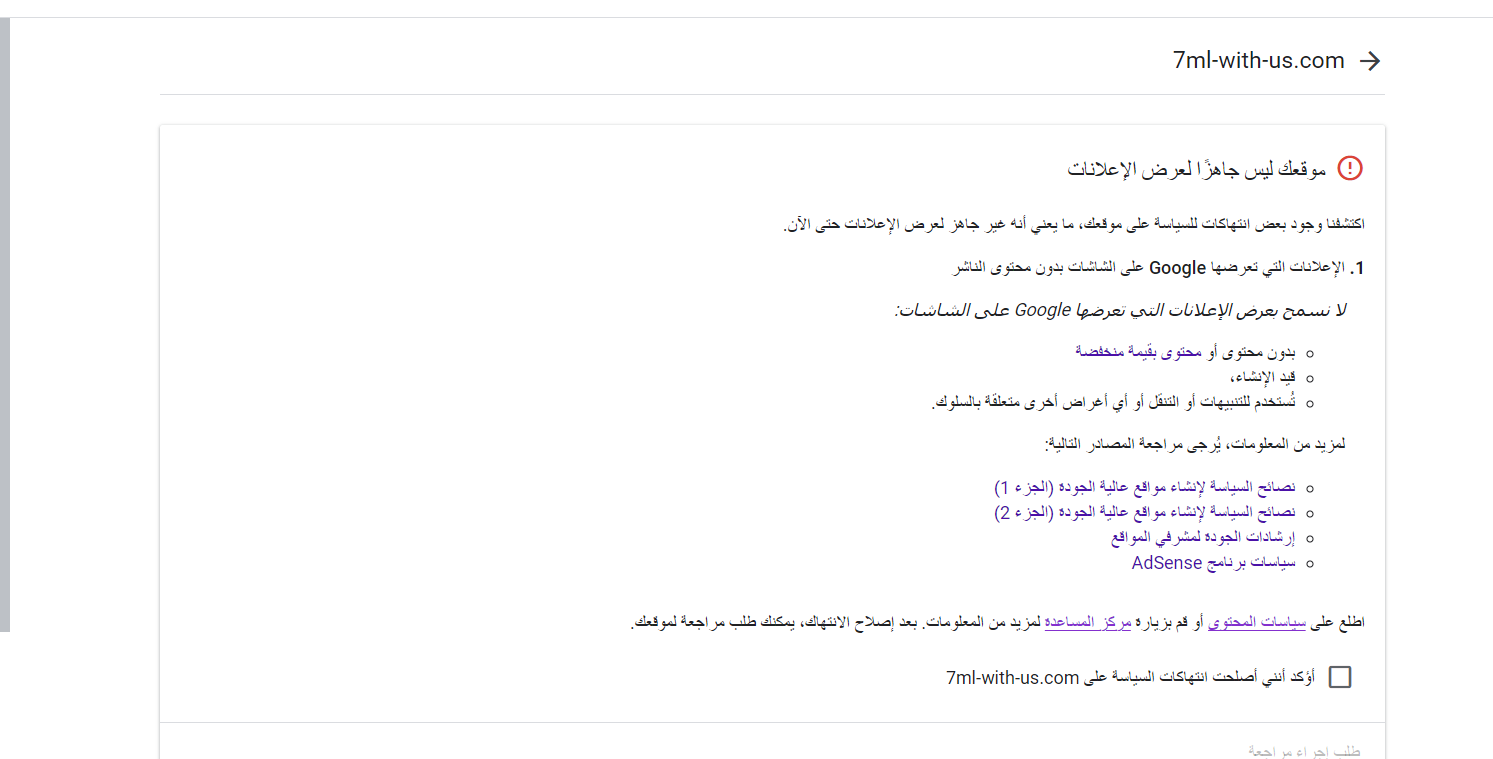 7ml-with-us.com
موقعك ليس جاهزًا لعرض الإعلانات
اكتشفنا وجود بعض انتهاكات للسياسة على موقعك، ما يعني أنه غير جاهز لعرض الإعلانات حتى الآن.
1. الإعلانات التي تعرضها Google على الشاشات بدون محتوى الناشر
لا نسمح بعرض الإعلانات التي تعرضها Google على الشاشات:
بدون محتوى أو محتوى بقيمة منخفضة
قيد الإنشاء،
تُستخدم للتنبيهات أو التنقل أو أي أغراض أخرى متعلقة بالسلوك.
لمزيد من المعلومات، يُرجى مراجعة المصادر التالية:
نصائح السياسة لإنشاء مواقع عالية الجودة (الجزء 1)
نصائح السياسة لإنشاء مواقع عالية الجودة (الجزء 2)
إرشادات الجودة لمشرفي المواقع
سياسات برنامج AdSense
اطلع على سياسات المحتوى أو قم بزيارة مركز المساعدة لمزيد من المعلومات. بعد إصلاح الانتهاك، يمكنك طلب مراجعة لموقعك.
أؤكد أنني أصلحت انتهاكات السياسة على 7ml-with-us.com
طلب إجراء مراجعة